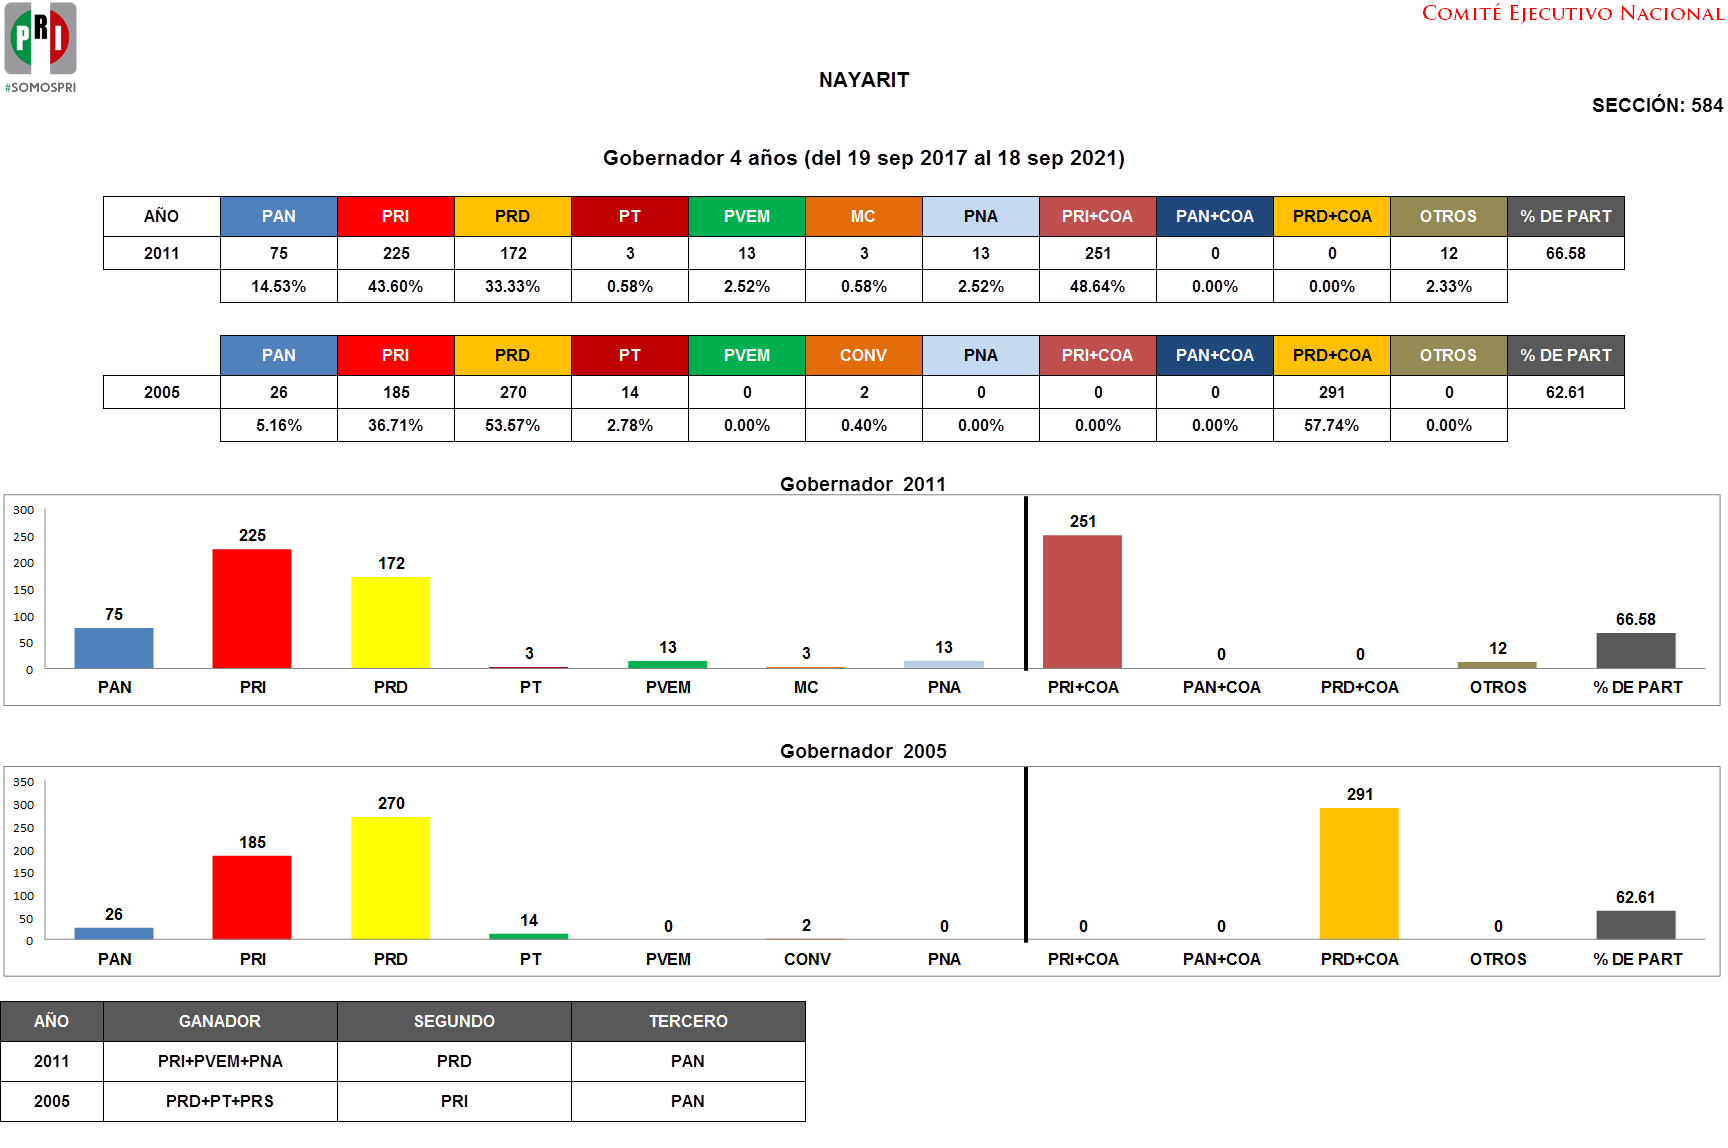 PRI
#SOMOSPRI
COMITÉ EJECUTIVO NACIONAL
NAYARIT
SECCIÓN: 584
Gobernador 4 años (del 19 sep 2017 al 18 sep 2021)
AÑO PAN PRI PRD PT PVEM MC PNA PRI+COA PAN+COA PRD+COA OTROS % DE PART
2011 75 225 172 3 13 3 13 251 0 0 12 66.58
14.53% 43.60% 33.33% 0.58% 2.52% 0.58% 2.52% 48.64% 0.00% 0.00% 2.33%
PAN PRI PRD PT PVEM CONV PNA PRI+COA PAN+COA PRD+COA OTROS % DE PART
2005 26 185 270 14 0 2 0 0 0 291 0 62.61
5.16% 36.71% 53.57% 2.78% 0.00% 0.40% 0.00% 0.00% 0.00% 57.74% 0.00%
Gobernador 2011
300
250
200
150
100
50
0
75 225 172 3 13 3 13 251 0 0 12 66.58
PAN PRI PRD PT PVEM MC PNA PRI+COA PAN+COA PRD+COA OTROS % DE PART
Gobernador 2005
350
300
250
200
150
100
50
0
26 185 270 14 0 2 0 0 0 291 0 62.61
PAN PRI PRD PT PVEM CONV PNA PRI+COA PAN+COA PRD+COA OTROS % DE PART
AÑO GANADOR SEGUNDO TERCERO
2011 PRI+PVEM+PNA PRD PAN
2005 PRD+PT+PRS PRI PAN